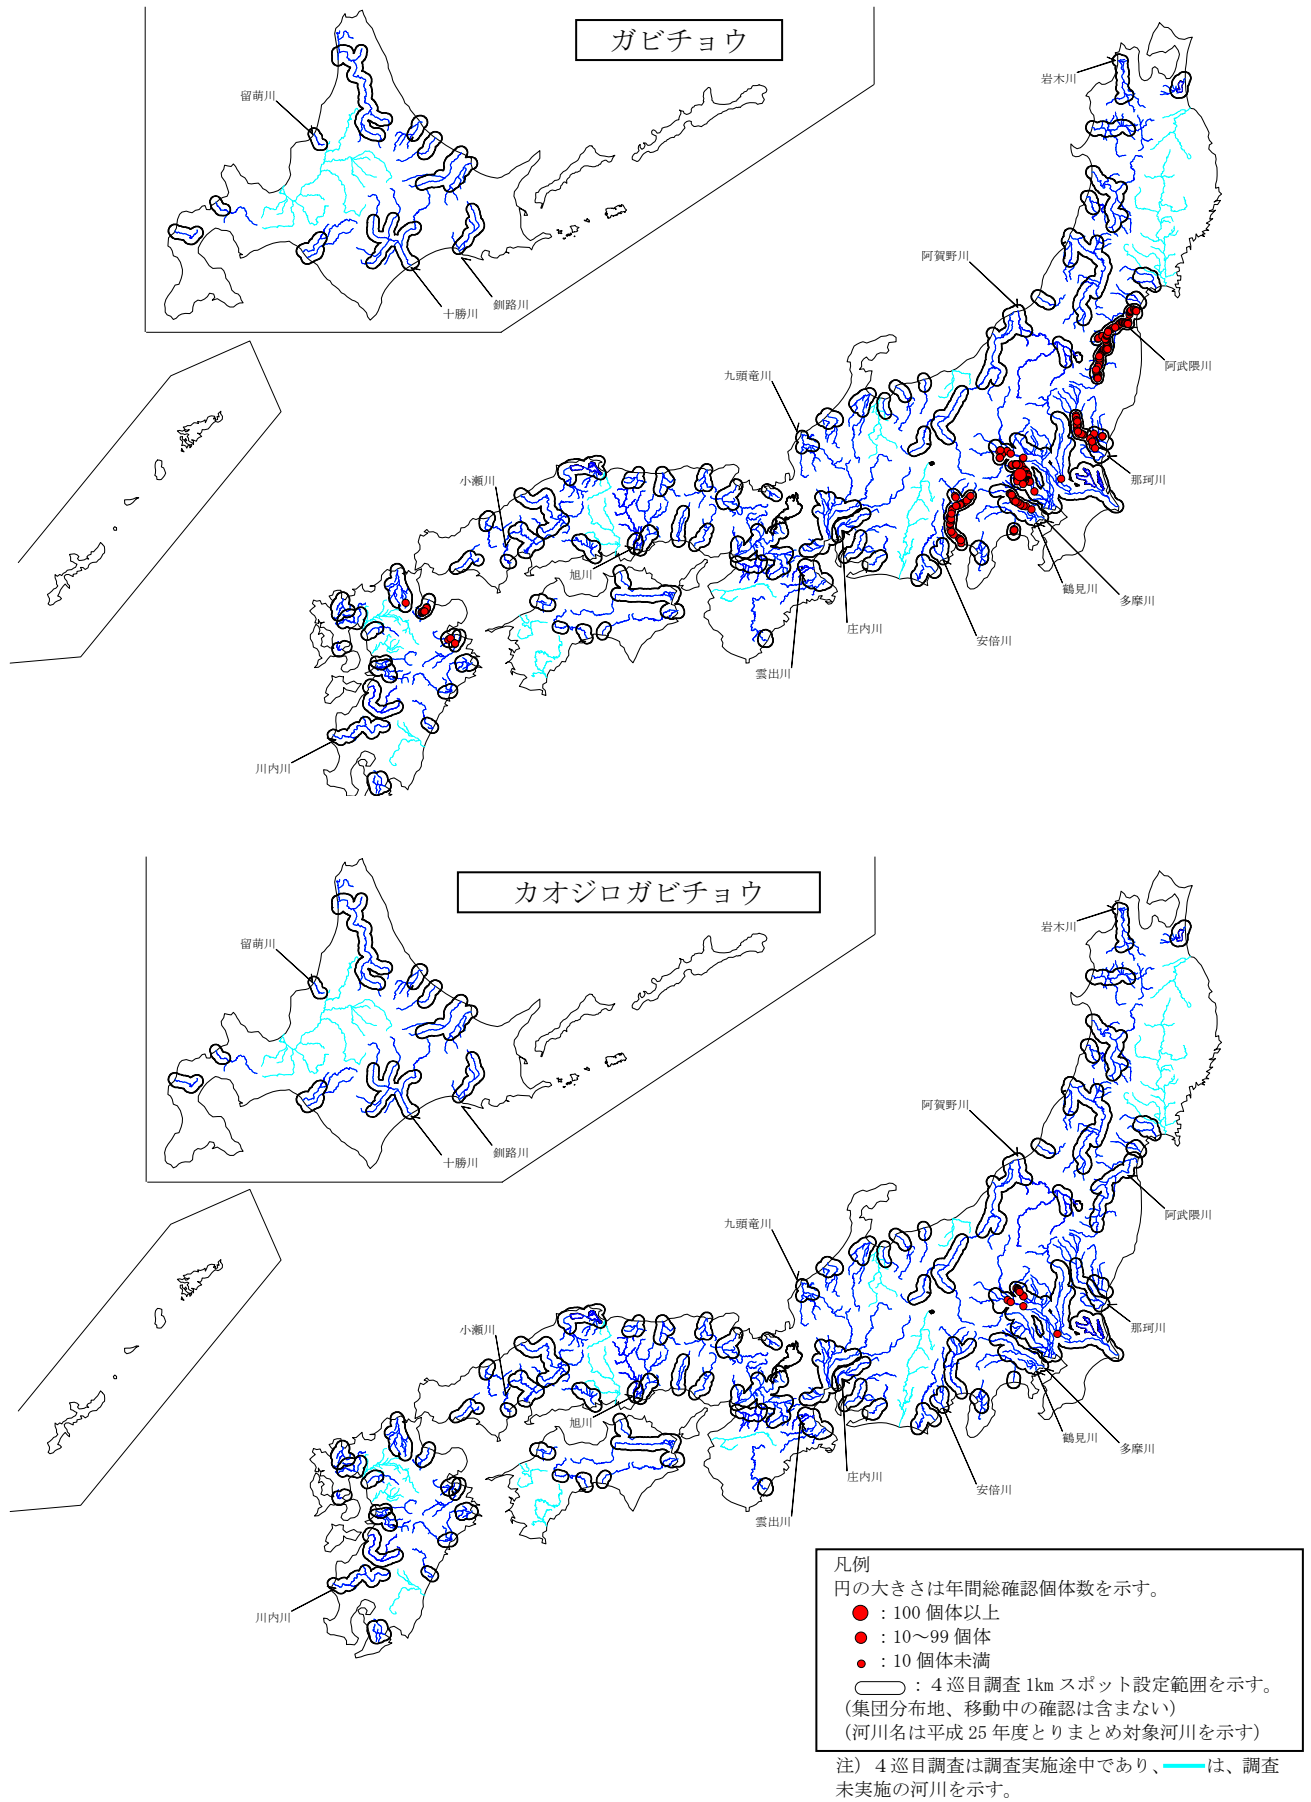 ガビチョウ
岩木川
留萌川
阿賀野川
釧路川
十勝川
阿武隈川
九頭竜川
小瀬川
那珂川
旭川
鶴見川
多摩川
庄内川
安倍川
雲出川
川内川
カオジロガビチョウ
岩木川
留萌川
阿賀野川
釧路川
十勝川
阿武隈川
九頭竜川
小瀬川
那珂川
旭川
鶴見川
多摩川
庄内川
安倍川
雲出川
川内川
凡例
円の大きさは年間総確認個体数を示す。
：100 個体以上
：10～99 個体
：10 個体未満
：４巡目調査 1km スポット設定範囲を示す。
（集団分布地、移動中の確認は含まない）
（河川名は平成 25 年度とりまとめ対象河川を示す）
注）４巡目調査は調査実施途中であり、は、調査
未実施の河川を示す。